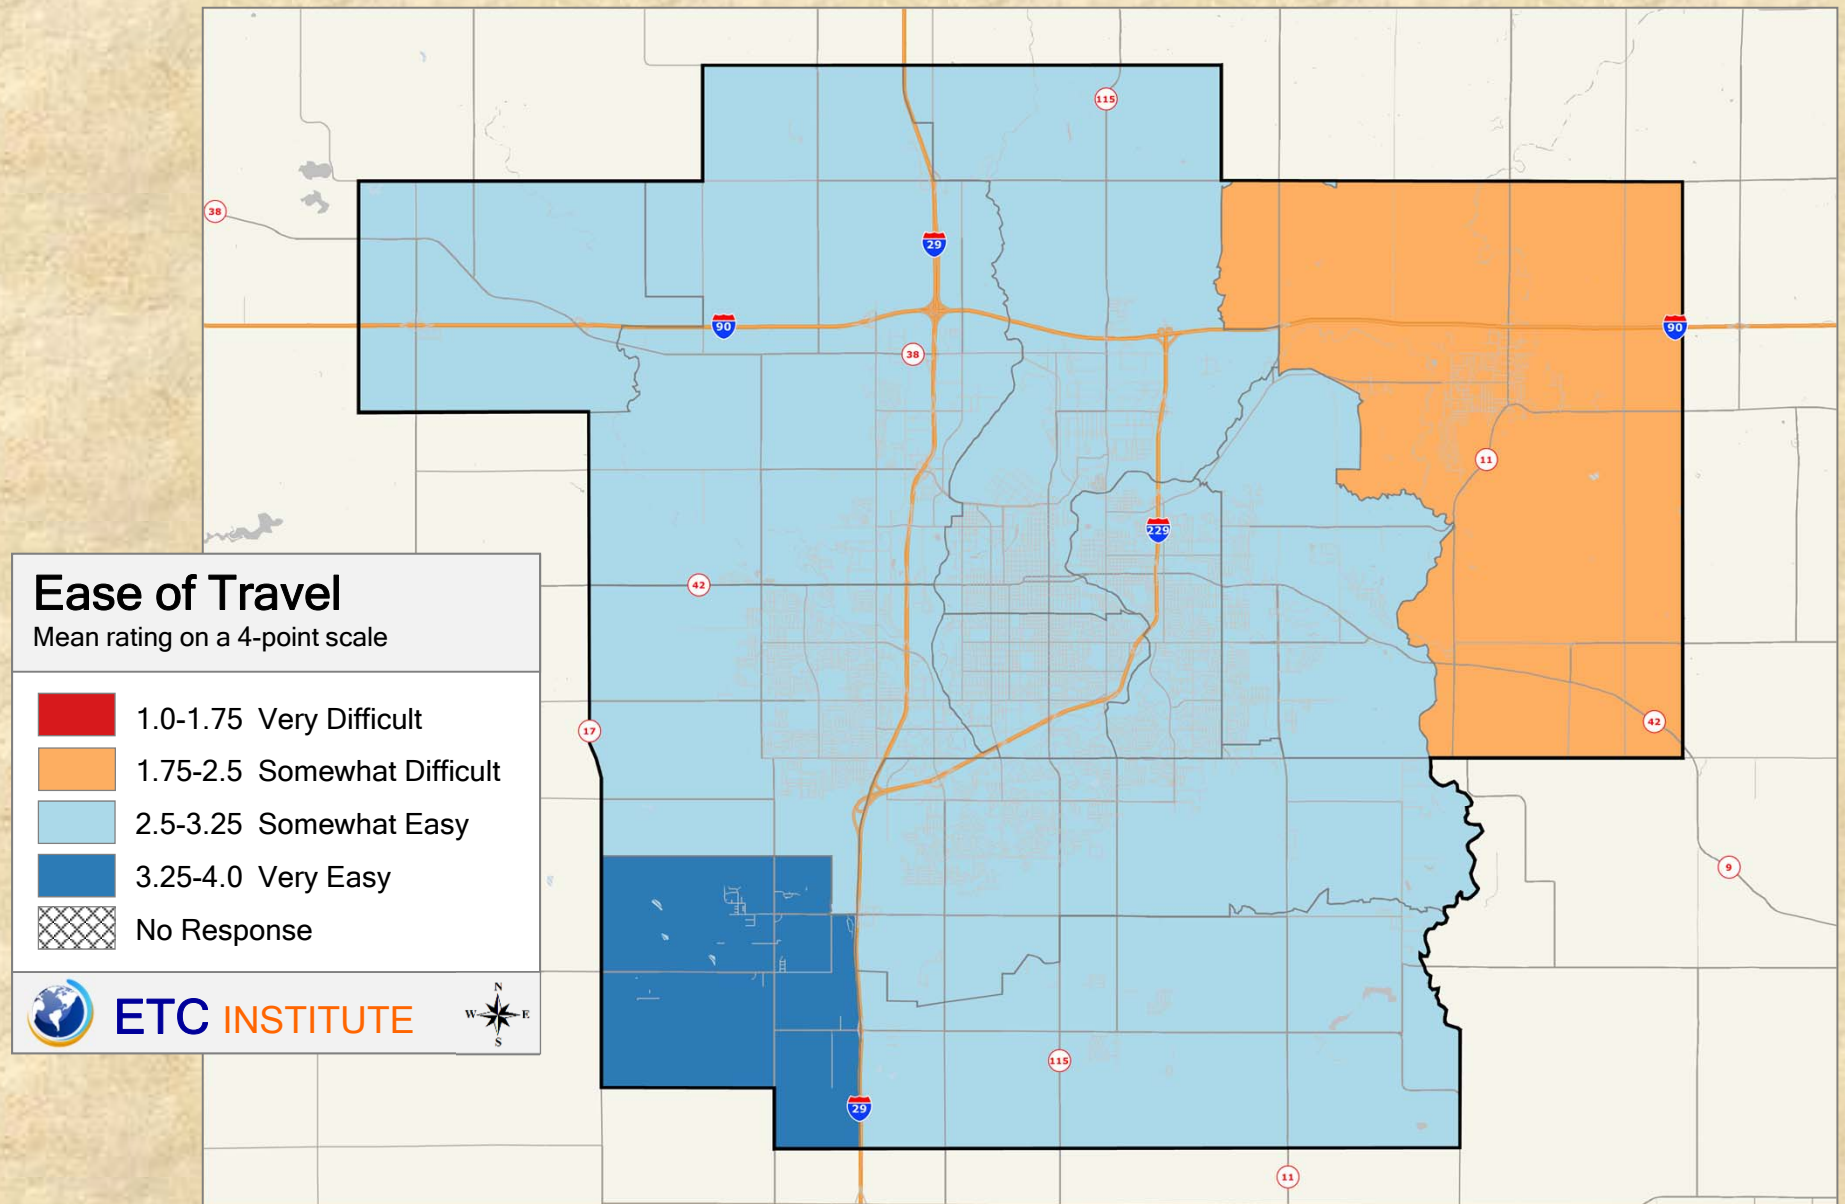 115
38
29
90
90
38
11
229
42
17
42
9
115
29
11
Ease of Travel
Mean rating on a 4-point scale
1.0-1.75 Very Difficult
1.75-2.5 Somewhat Difficult
2.5-3.25 Somewhat Easy
3.25-4.0 Very Easy
No Response
ETC INSTITUTE
N
W E
S